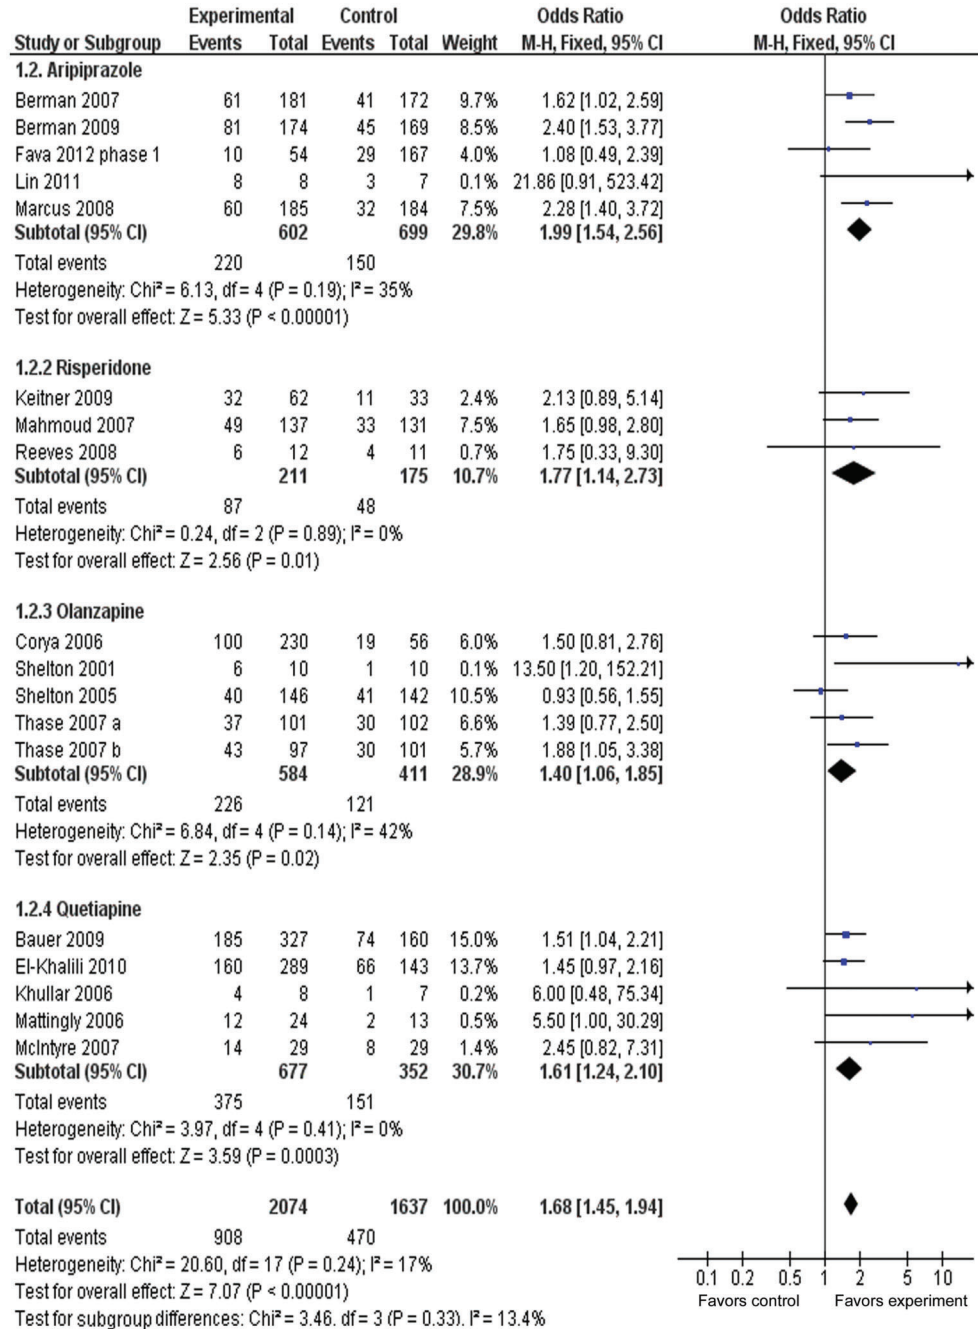 Experimental Control Odds Ratio Odds Ratio
Study or Subgroup Events Total Events Total Weight M-H, Fixed, 95% CI M-H, Fixed, 95% CI
1.2. Aripiprazole
Berman 2007 61 181 41 172 9.7% 1.62 [1.02, 2.59]
Berman 2009 81 174 45 169 8.5% 2.40 [1.53, 3.77]
Fava 2012 phase 1 10 54 29 167 4.0% 1.08 [0.49, 2.39]
Lin 2011 8 8 3 7 0.1% 21.86 [0.91, 523.42]
Marcus 2008 60 185 32 184 7.5% 2.28 [1.40, 3.72]
Subtotal (95% CI) 602 699 29.8% 1.99 [1.54, 2.56]
Total events 220 150
Heterogeneity: Chi² = 6.13, df = 4 (P = 0.19); I² = 35%
Test for overall effect: Z = 5.33 (P < 0.00001)
1.2.2 Risperidone
Keitner 2009 32 62 11 33 2.4% 2.13 [0.89, 5.14]
Mahmoud 2007 49 137 33 131 7.5% 1.65 [0.98, 2.80]
Reeves 2008 6 12 4 11 0.7% 1.75 [0.33, 9.30]
Subtotal (95% CI) 211 175 10.7% 1.77 [1.14, 2.73]
Total events 87 48
Heterogeneity: Chi² = 0.24, df = 2 (P = 0.89); I² = 0%
Test for overall effect: Z = 2.56 (P = 0.01)
1.2.3 Olanzapine
Corya 2006 100 230 19 56 6.0% 1.50 [0.81, 2.76]
Shelton 2001 6 10 1 10 0.1% 13.50 [1.20, 152.21]
Shelton 2005 40 146 41 142 10.5% 0.93 [0.56, 1.55]
Thase 2007 a 37 101 30 102 6.6% 1.39 [0.77, 2.50]
Thase 2007 b 43 97 30 101 5.7% 1.88 [1.05, 3.38]
Subtotal (95% CI) 584 411 28.9% 1.40 [1.06, 1.85]
Total events 226 121
Heterogeneity: Chi² = 6.84, df = 4 (P = 0.14); I² = 42%
Test for overall effect: Z = 2.35 (P = 0.02)
1.2.4 Quetiapine
Bauer 2009 185 327 74 160 15.0% 1.51 [1.04, 2.21]
El-Khalili 2010 160 289 66 143 13.7% 1.45 [0.97, 2.16]
Khullar 2006 4 8 1 7 0.2% 6.00 [0.48, 75.34]
Mattingly 2006 12 24 2 13 0.5% 5.50 [1.00, 30.29]
McIntyre 2007 14 29 8 29 1.4% 2.45 [0.82, 7.31]
Subtotal (95% CI) 677 352 30.7% 1.61 [1.24, 2.10]
Total events 375 151
Heterogeneity: Chi² = 3.97, df = 4 (P = 0.41); I² = 0%
Test for overall effect: Z = 3.59 (P = 0.0003)
Total (95% CI) 2074 1637 100.0% 1.68 [1.45, 1.94]
Total events 908 470
Heterogeneity: Chi² = 20.60, df = 17 (P = 0.24); I² = 17%
Test for overall effect: Z = 7.07 (P < 0.00001)
Test for subgroup differences: Chi² = 3.46. df = 3 (P = 0.33). I² = 13.4%
0.1 0.2 0.5 1 2 5 10
Favors control Favors experiment